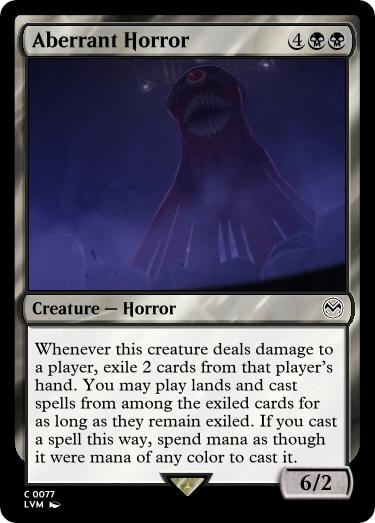 Aberrant Horror 4
Creature — Horror
Whenever this creature deals damage to
a player, exile 2 cards from that player's
hand. You may play lands and cast
spells from among the exiled cards for
as long as they remain exiled. If you cast
a spell this way, spend mana as though
it were mana of any color to cast it.
6/2
C 0077
LVM